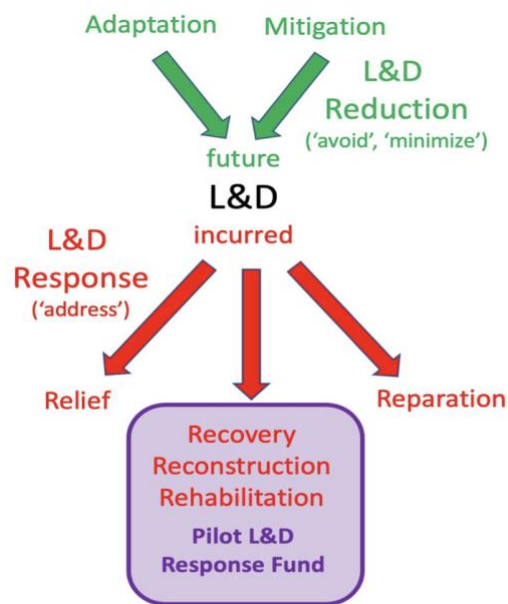 Adaptation
Mitigation
L&D
Reduction
(‘avoid’, ‘minimize’)
future
L&D
incurred
L&D
Response
(‘address’)
Relief
Reparation
Recovery
Reconstruction
Rehabilitation
Pilot L&D
Response Fund